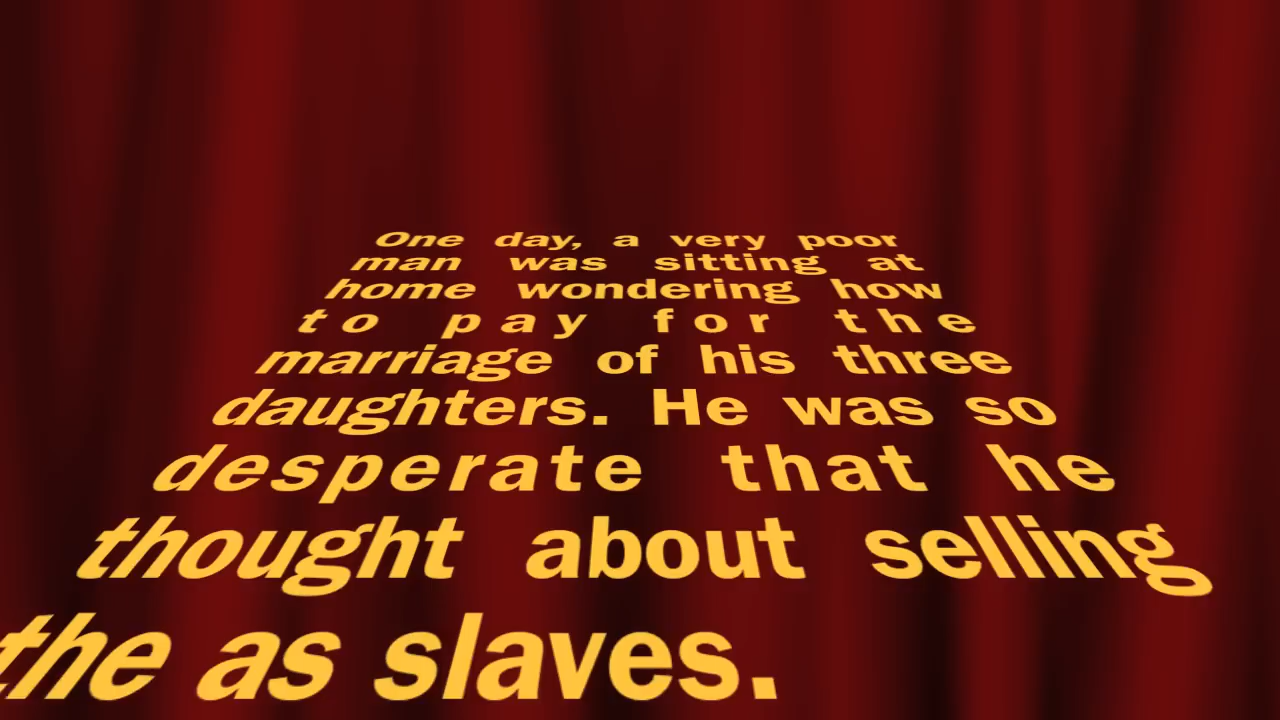 One day, a very poor
man was sitting at
home wondering how
to pay for the
marriage of his three
daughters. He was so
desperate that he
thought about selling
the as slaves.